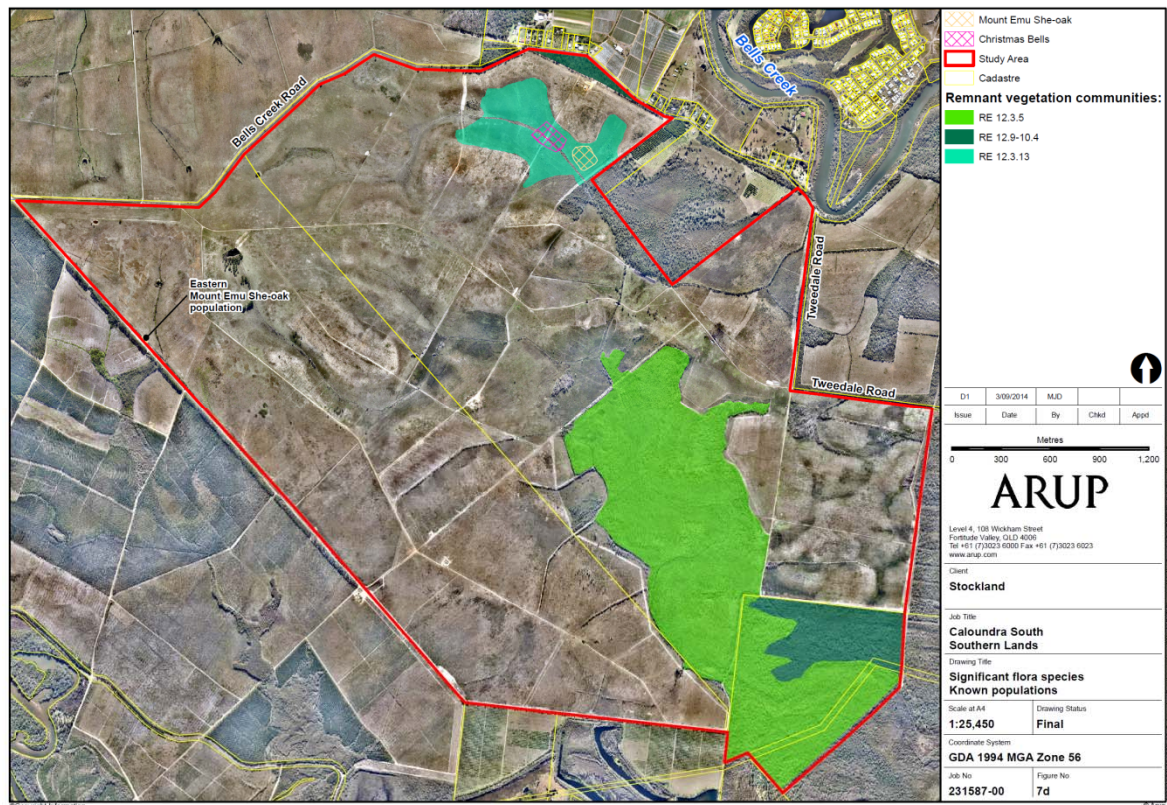 Bells Creek Road
Bells Creek
Eastern
Mount Emu She-oak
population
Tweedale Road
Tweedale Road
Mount Emu She-oak
Christmas Bells
Study Area
Cadastre
Remnant vegetation communities:
RE 12.3.5
RE 12.9-10.4
RE 12.3.13
D1 3/09/2014 MJD
Issue Date By Chkd Appd
Metres
0 300 600 900 1,200
ARUP
Level 4, 108 Wickham Street
Fortitude Valley, QLD 4006
Tel +61 (7)3023 6000 Fax +61 (7)3023 6023
www.arup.com
Client
Stockland
Job Title
Caloundra South
Southern Lands
Drawing Title
Significant flora species
Known populations
Scale at A4 Drawing Status
1:25,450 Final
Coordinate System
GDA 1994 MGA Zone 56
Job No Figure No
231587-00 7d